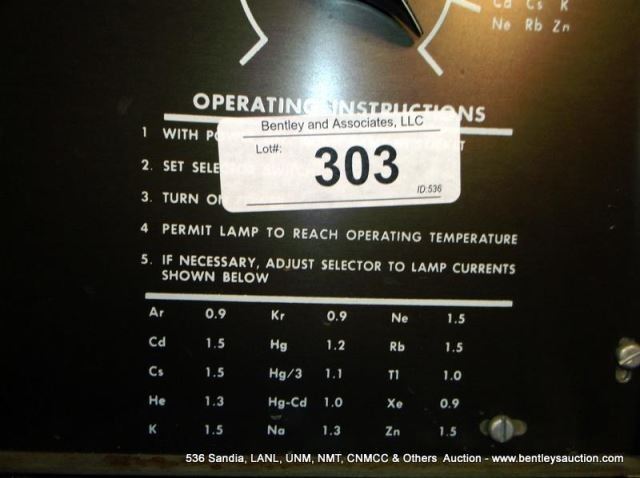 Cd Cs K
Ne Rb Zn
OPERATING INSTRUCTIONS
Bentley and Associates, LLC
Lot#:
303
ID:536
1 WITH
2. SET
3. TURN
4 PERMIT LAMP TO REACH OPERATING TEMPERATURE
5. IF NECESSARY, ADJUST SELECTOR TO LAMP CURRENTS
SHOWN BELOW
Ar 0.9 Kr 0.9 Ne 1.5
Cd 1.5 Hg 1.2 Rb 1.5
Cs 1.5 Hg/3 1.1 Tl 1.0
He 1.3 Hg-Cd 1.0 Xe 0.9
K 1.5 Na 1.3 Zn 1.5
536 Sandia, LANL, UNM, NMT, CNMCC & Others Auction - www.bentleysauction.com